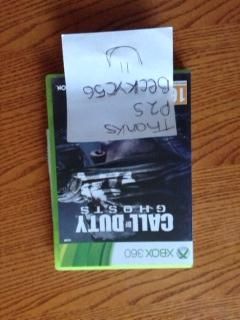 XBOX 360
CALL OF DUTY
GHOSTS
Thanks
P2S
Beckyc56